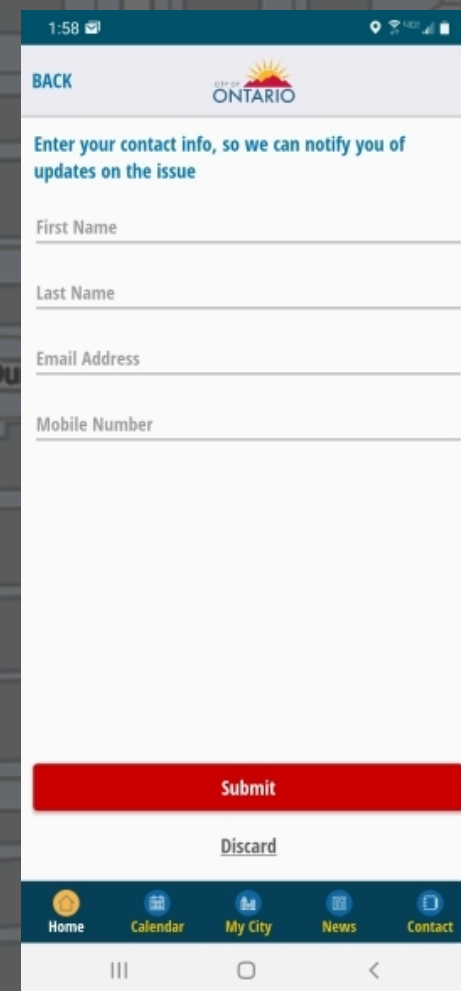 1:58
BACK
CITY OF
ONTARIO
Enter your contact info, so we can notify you of
updates on the issue
First Name
Last Name
Email Address
Mobile Number
Submit
Discard
Home Calendar My City News Contact